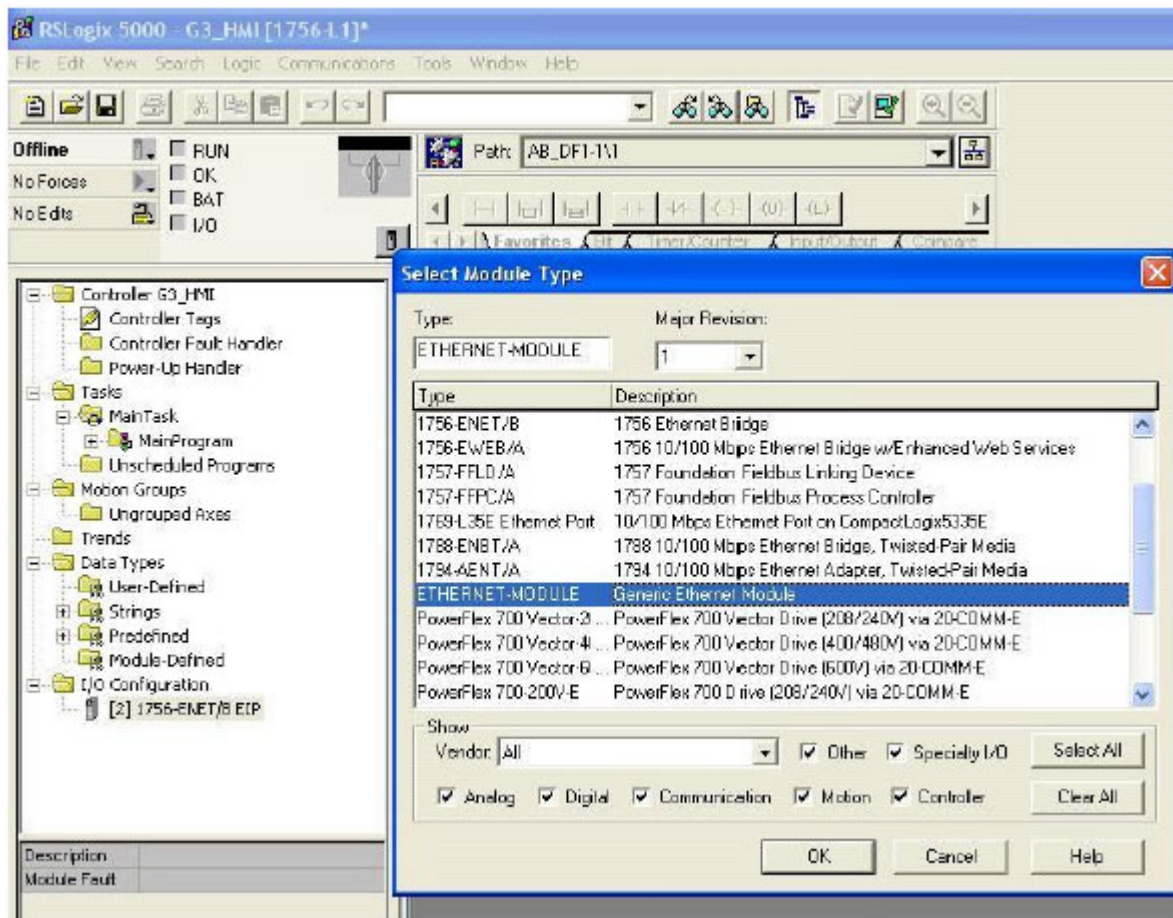 RSLogix 5000 - G3_HMI [1756-L1]*
File Edit View Search Logic Communications Tools Window Help
Offline
RUN
No Forces
OK
No Edits
BAT
I/O
Path: AB_DF1-1\1
Favorites Bit Timer/Counter Input/Output Compare
Controller G3_HMI
Controller Tags
Controller Fault Handler
Power-Up Handler
Tasks
MainTask
MainProgram
Unscheduled Programs
Motion Groups
Ungrouped Axes
Trends
Data Types
User-Defined
Strings
Predefined
Module-Defined
I/O Configuration
[2] 1756-ENET/B EIP
Description
Module Fault
Select Module Type
Type: Major Revision:
ETHERNET-MODULE 1
Type Description
1756-ENET/B 1756 Ethernet Bridge
1756-EWEB/A 1756 10/100 Mbps Ethernet Bridge w/Enhanced Web Services
1757-FFLD/A 1757 Foundation Fieldbus Linking Device
1757-FFPC/A 1757 Foundation Fieldbus Process Controller
1769-L35E Ethernet Port 10/100 Mbps Ethernet Port on CompactLogix5335E
1788-ENBT/A 1788 10/100 Mbps Ethernet Bridge, Twisted-Pair Media
1794-AENT/A 1794 10/100 Mbps Ethernet Adapter, Twisted-Pair Media
ETHERNET-MODULE Generic Ethernet Module
PowerFlex 700 Vector-2... PowerFlex 700 Vector Drive (208/240V) via 20-COMM-E
PowerFlex 700 Vector-4... PowerFlex 700 Vector Drive (400/480V) via 20-COMM-E
PowerFlex 700 Vector-6... PowerFlex 700 Vector Drive (600V) via 20-COMM-E
PowerFlex 700-200V-E PowerFlex 700 Drive (208/240V) via 20-COMM-E
Show
Vendor: All Other Specialty I/O Select All
Analog Digital Communication Motion Controller Clear All
OK Cancel Help